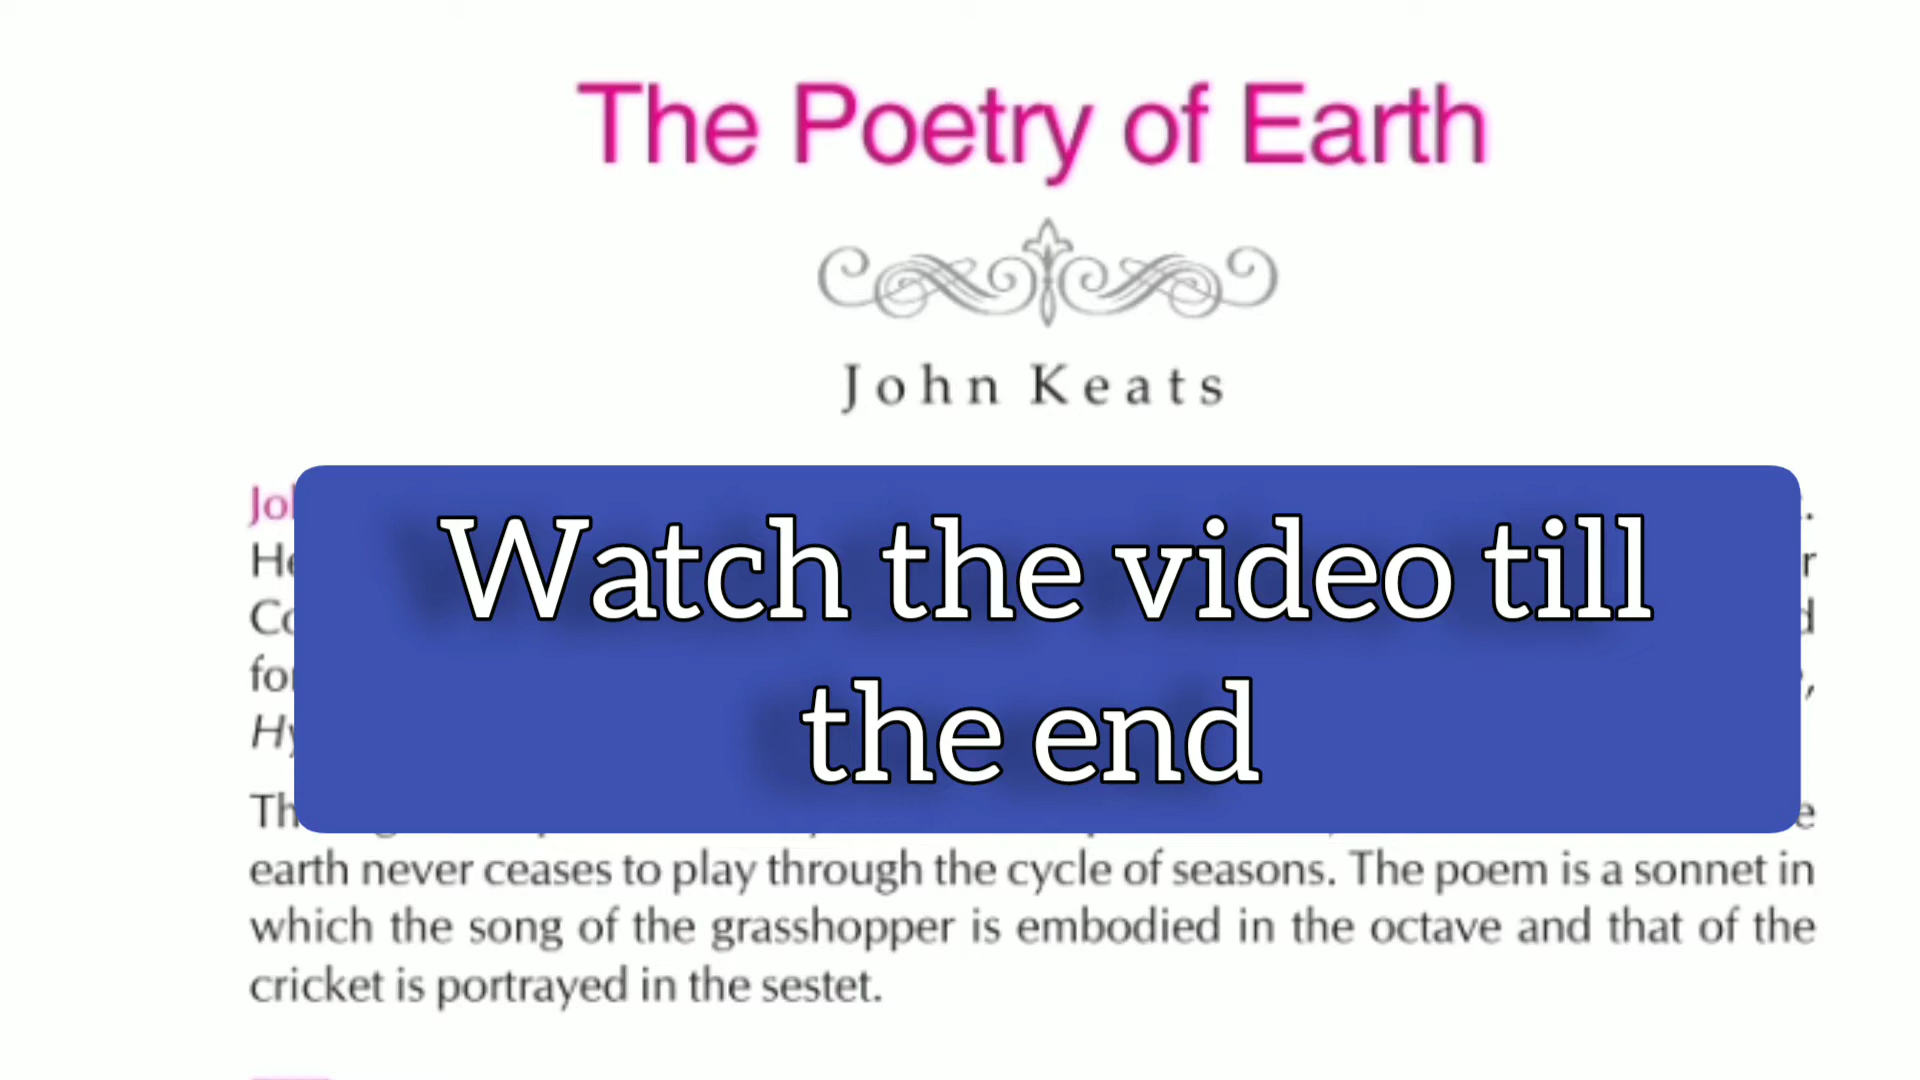 The Poetry of Earth
John Keats
Watch the video till
the end
earth never ceases to play through the cycle of seasons. The poem is a sonnet in
which the song of the grasshopper is embodied in the octave and that of the
cricket is portrayed in the sestet.